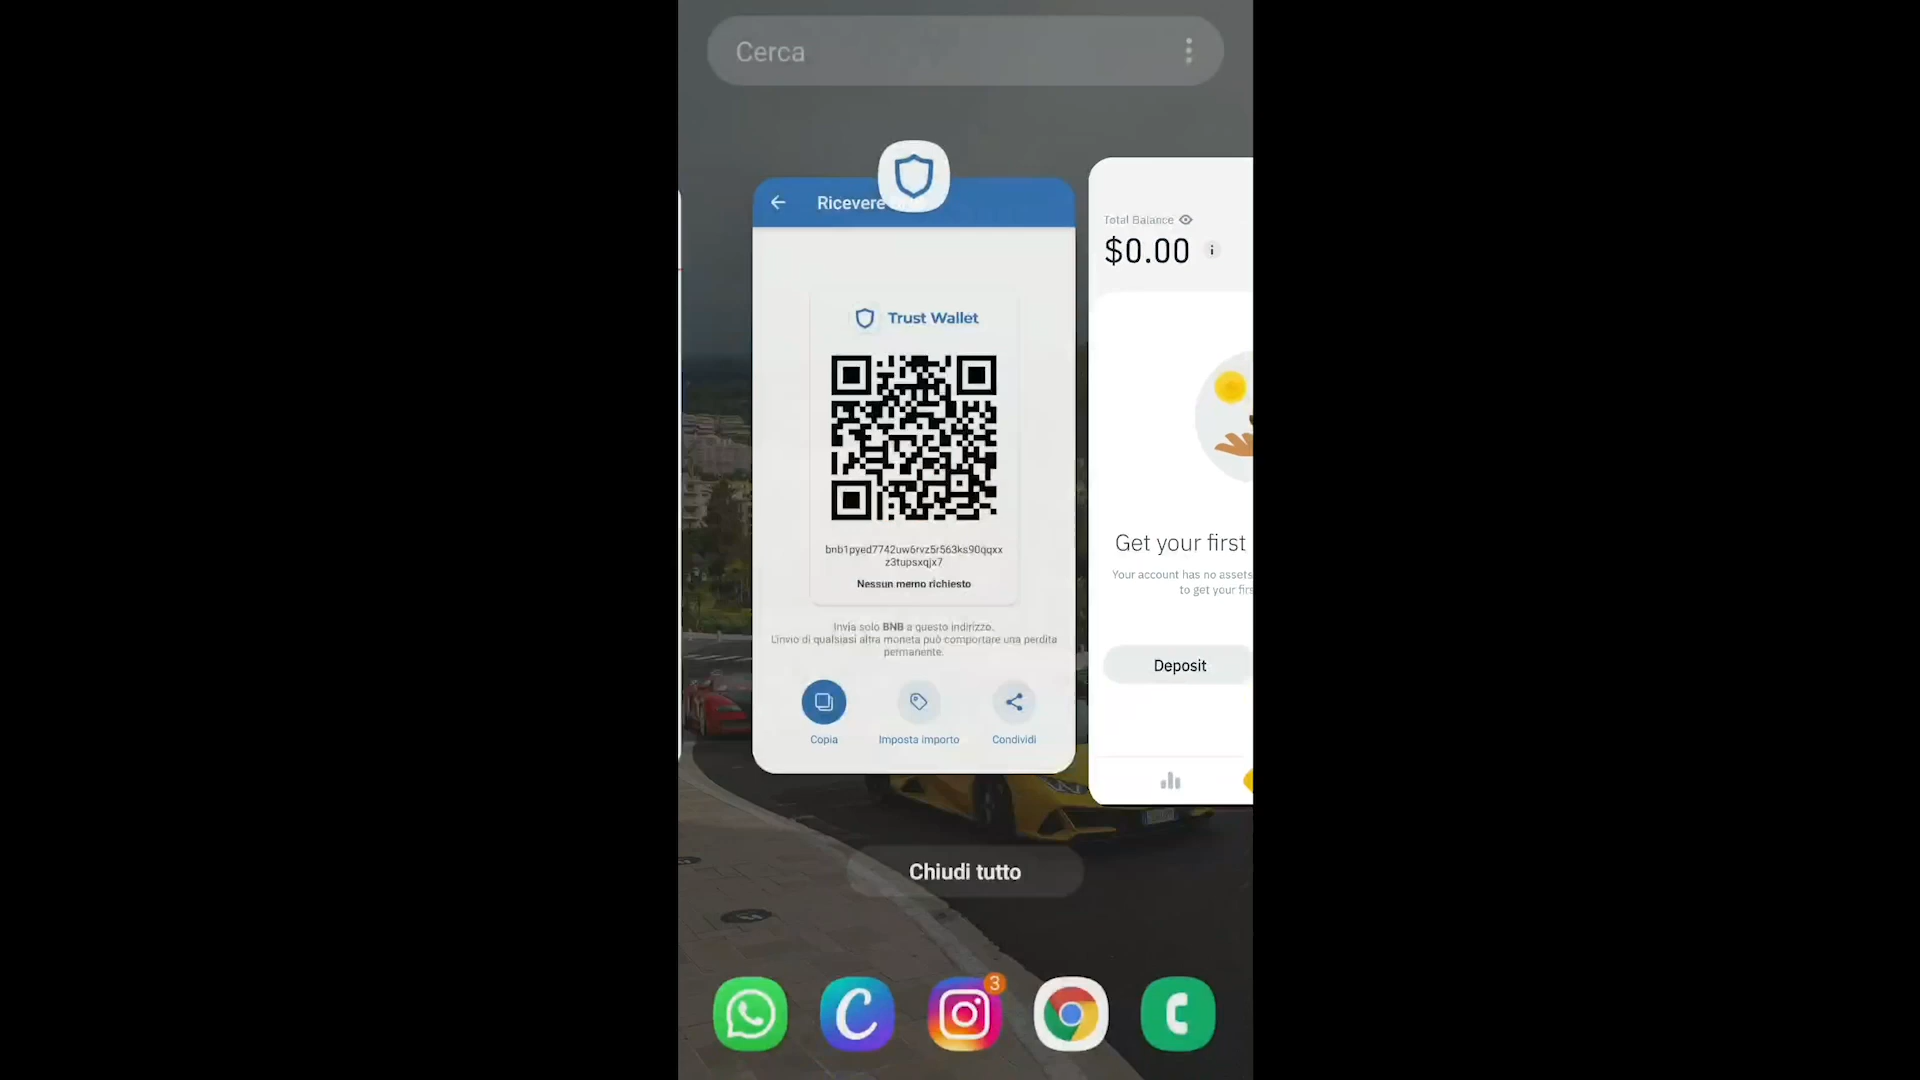 Cerca
Ricevere
Trust Wallet
bnb1pyed7742uw6rvz5r563ks90qqxx
z3tupsxqjx7
Nessun memo richiesto
Invia solo BNB a questo indirizzo.
L'invio di qualsiasi altra moneta può comportare una perdita
permanente.
Copia
Imposta importo
Condividi
Total Balance
$0.00
Get your first
Your account has no assets
to get your
Deposit
Chiudi tutto
3